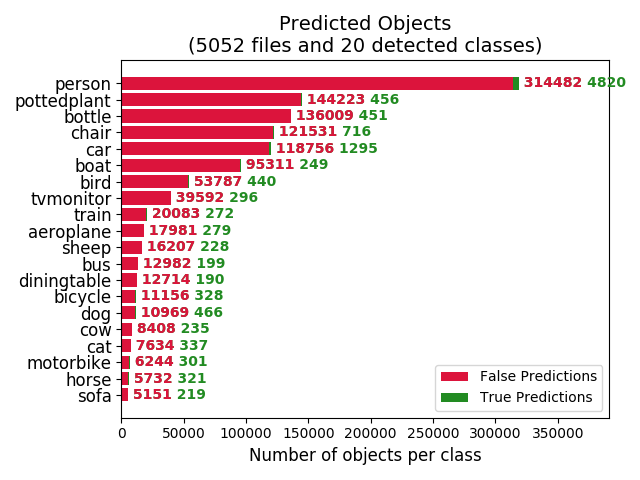 Predicted Objects
(5052 files and 20 detected classes)
person 314482 4820
pottedplant 144223 456
bottle 136009 451
chair 121531 716
car 118756 1295
boat 95311 249
bird 53787 440
tvmonitor 39592 296
train 20083 272
aeroplane 17981 279
sheep 16207 228
bus 12982 199
diningtable 12714 190
bicycle 11156 328
dog 10969 466
cow 8408 235
cat 7634 337
motorbike 6244 301
horse 5732 321
sofa 5151 219
False Predictions
True Predictions
0 50000 100000 150000 200000 250000 300000 350000
Number of objects per class